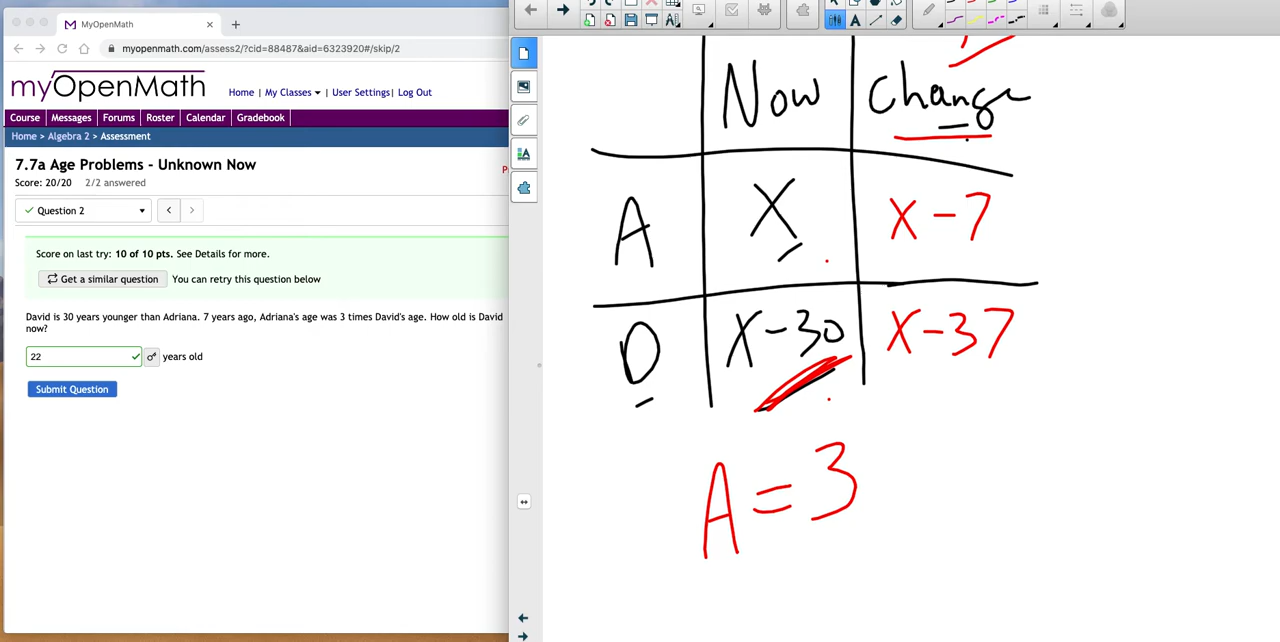 MyOpenMath
myopenmath.com/assess2/?cid=88487&aid=6323920#/skip/2
myOpenMath
Home | My Classes | User Settings | Log Out
Course Messages Forums Roster Calendar Gradebook
Home > Algebra 2 > Assessment
7.7a Age Problems - Unknown Now
Score: 20/20 2/2 answered
Question 2
Score on last try: 10 of 10 pts. See Details for more.
Get a similar question You can retry this question below
David is 30 years younger than Adriana. 7 years ago, Adriana's age was 3 times David's age. How old is David
now?
22 years old
Submit Question
Now Change
A X X-7
D X-30 X-37
A = 3